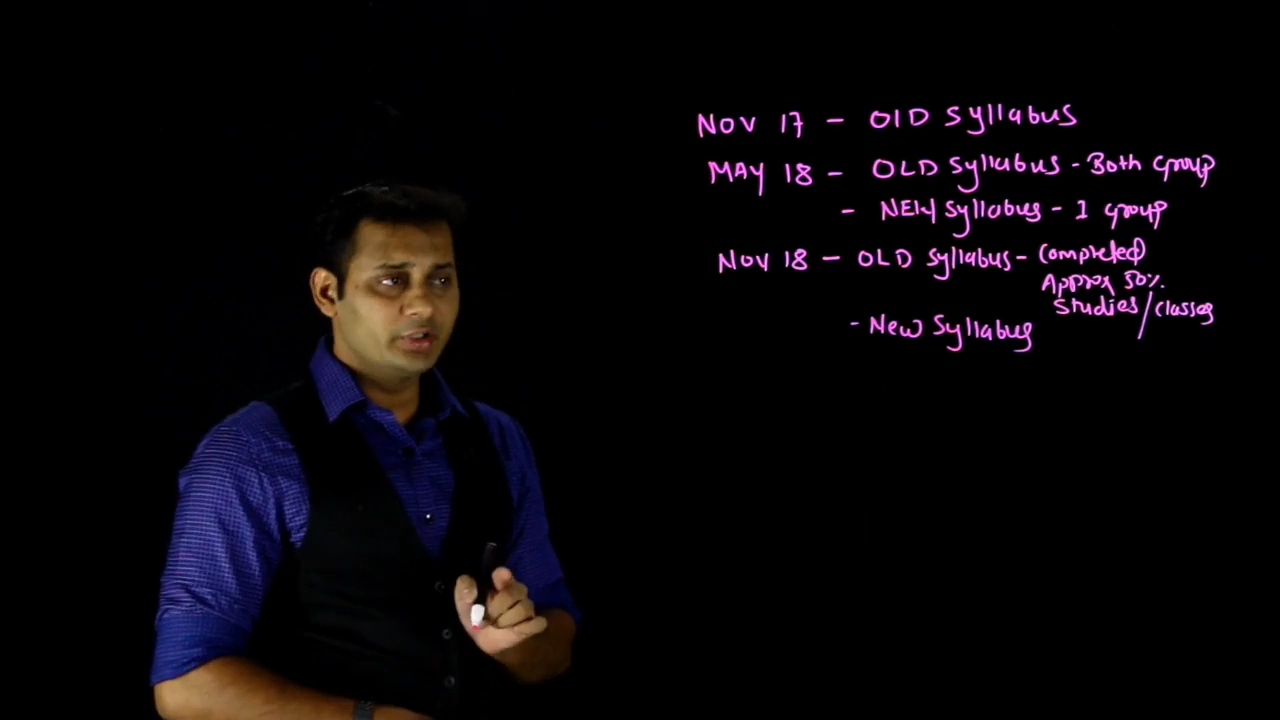 NOV 17 - OlD Syllabus
MAY 18 - OLD Syllabus - Both group
- NEW Syllabus - 1 group
NOV 18 - OLD Syllabus - Completed
Approx 50%
Studies/Classes
- New Syllabus